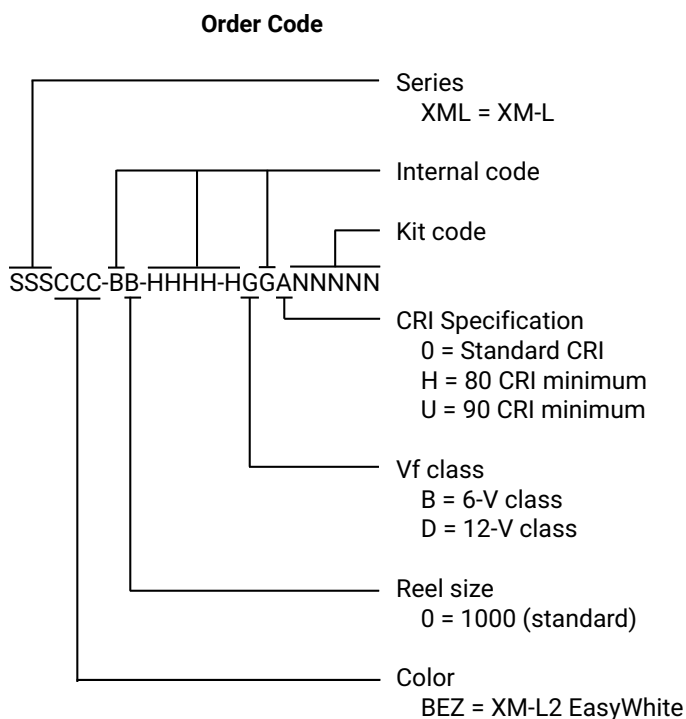 Order Code
Series
XML = XM-L
Internal code
Kit code
SSSCCC-BB-HHHH-HGGANNNNN
CRI Specification
0 = Standard CRI
H = 80 CRI minimum
U = 90 CRI minimum
Vf class
B = 6-V class
D = 12-V class
Reel size
0 = 1000 (standard)
Color
BEZ = XM-L2 EasyWhite